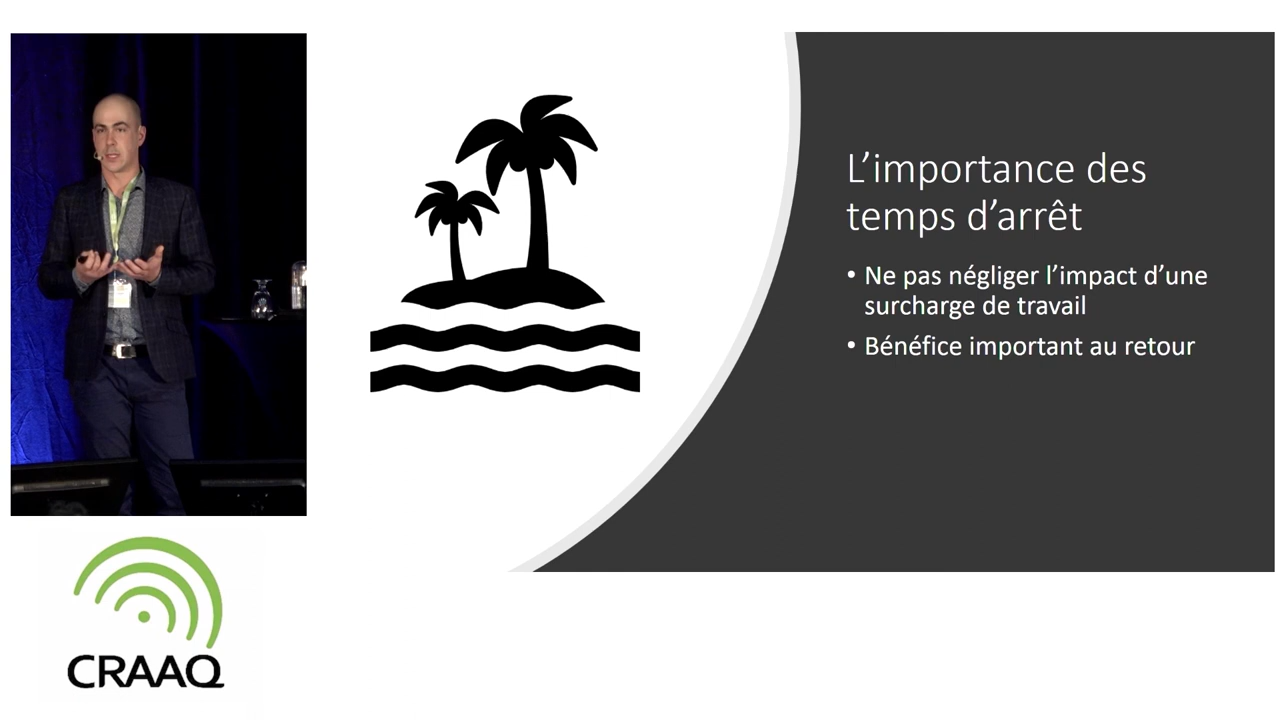 L’importance des
temps d’arrêt
• Ne pas négliger l’impact d’une
surcharge de travail
• Bénéfice important au retour
CRAAQ